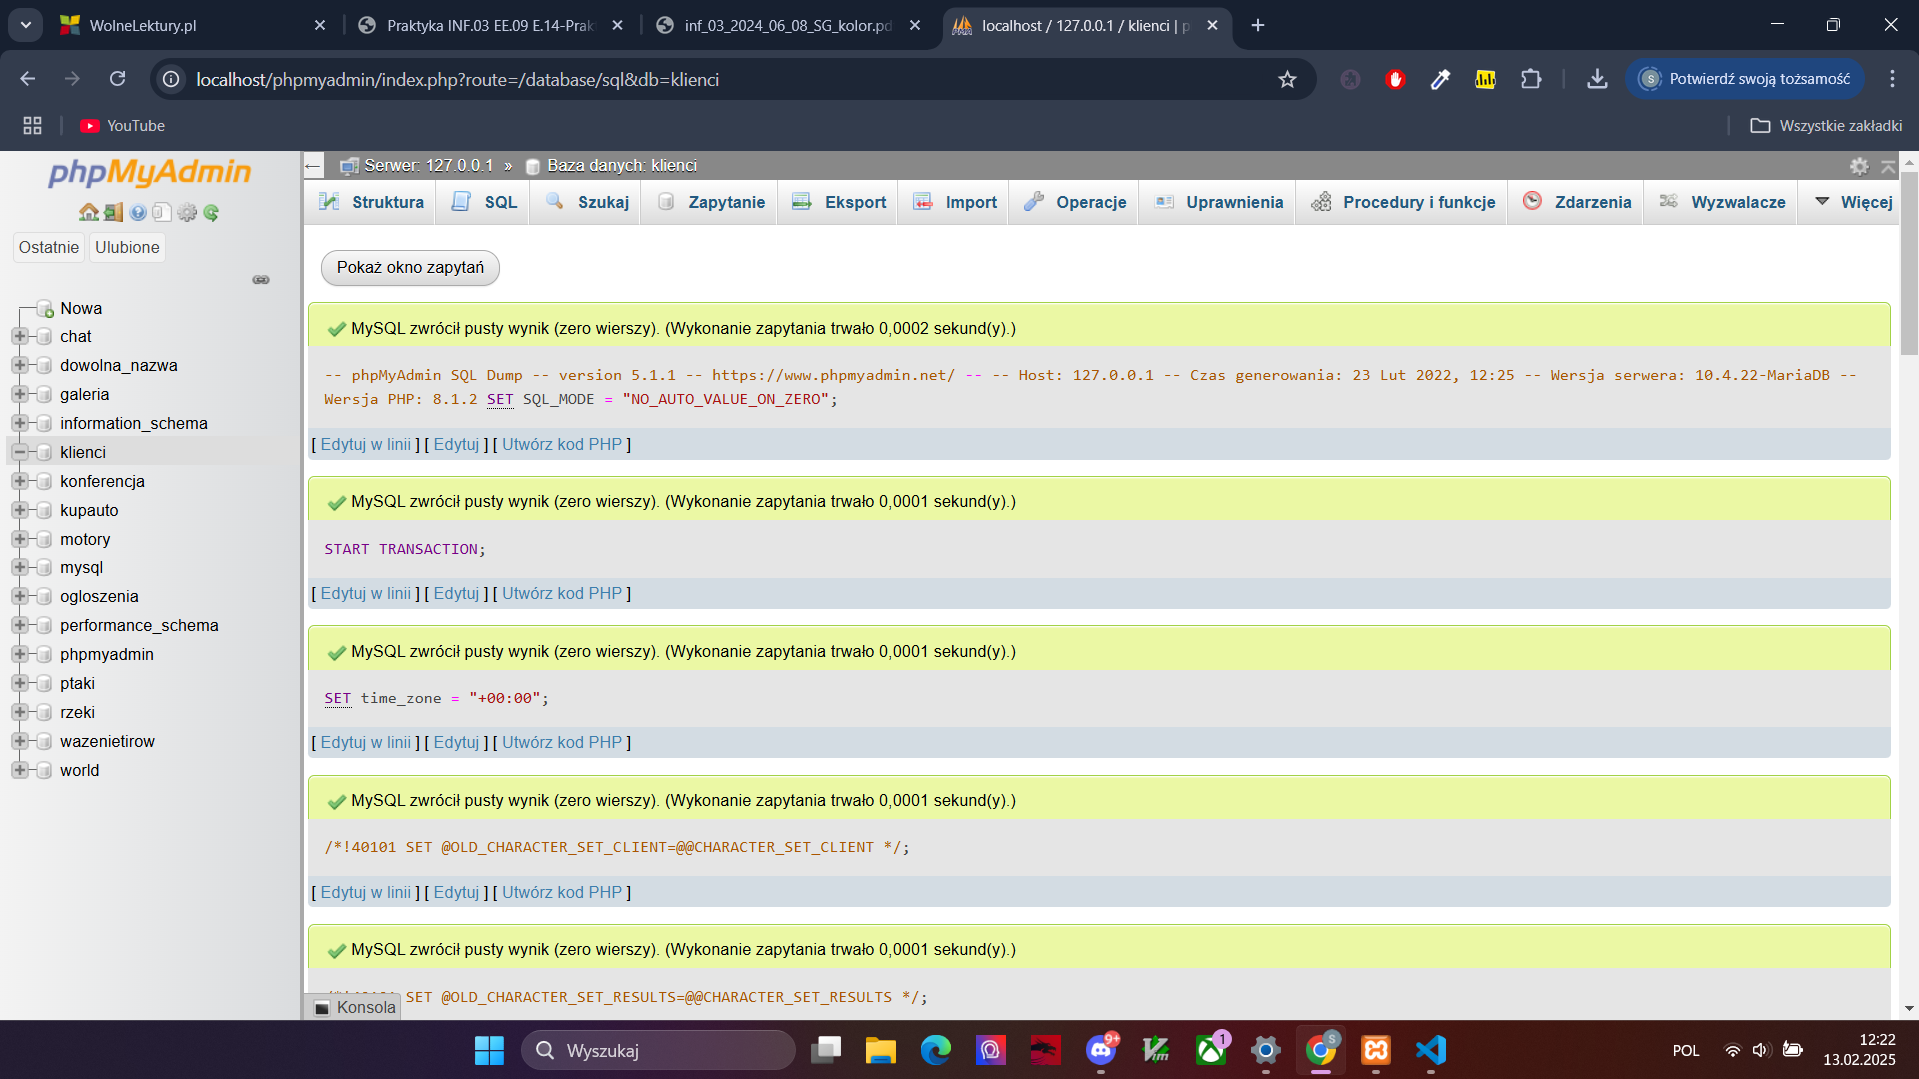 WolneLektury.pl
Praktyka INF.03 EE.09 E.14-Prak
inf_03_2024_06_08_SG_kolor.pd
localhost / 127.0.0.1 / klienci | p
localhost/phpmyadmin/index.php?route=/database/sql&db=klienci
S
Potwierdź swoją tożsamość
YouTube
Wszystkie zakładki
phpMyAdmin
Ostatnie
Ulubione
Nowa
chat
dowolna_nazwa
galeria
information_schema
klienci
konferencja
kupauto
motory
mysql
ogloszenia
performance_schema
phpmyadmin
ptaki
rzeki
wazenietirow
world
Serwer: 127.0.0.1 » Baza danych: klienci
Struktura
SQL
Szukaj
Zapytanie
Eksport
Import
Operacje
Uprawnienia
Procedury i funkcje
Zdarzenia
Wyzwalacze
Więcej
Pokaż okno zapytań
MySQL zwrócił pusty wynik (zero wierszy). (Wykonanie zapytania trwało 0,0002 sekund(y).)
-- phpMyAdmin SQL Dump -- version 5.1.1 -- https://www.phpmyadmin.net/ -- -- Host: 127.0.0.1 -- Czas generowania: 23 Lut 2022, 12:25 -- Wersja serwera: 10.4.22-MariaDB --
Wersja PHP: 8.1.2 SET SQL_MODE = "NO_AUTO_VALUE_ON_ZERO";
[ Edytuj w linii ] [ Edytuj ] [ Utwórz kod PHP ]
MySQL zwrócił pusty wynik (zero wierszy). (Wykonanie zapytania trwało 0,0001 sekund(y).)
START TRANSACTION;
[ Edytuj w linii ] [ Edytuj ] [ Utwórz kod PHP ]
MySQL zwrócił pusty wynik (zero wierszy). (Wykonanie zapytania trwało 0,0001 sekund(y).)
SET time_zone = "+00:00";
[ Edytuj w linii ] [ Edytuj ] [ Utwórz kod PHP ]
MySQL zwrócił pusty wynik (zero wierszy). (Wykonanie zapytania trwało 0,0001 sekund(y).)
/*!40101 SET @OLD_CHARACTER_SET_CLIENT=@@CHARACTER_SET_CLIENT */;
[ Edytuj w linii ] [ Edytuj ] [ Utwórz kod PHP ]
MySQL zwrócił pusty wynik (zero wierszy). (Wykonanie zapytania trwało 0,0001 sekund(y).)
SET @OLD_CHARACTER_SET_RESULTS=@@CHARACTER_SET_RESULTS */;
Konsola
Wyszukaj
9+
1
S
POL
12:22
13.02.2025